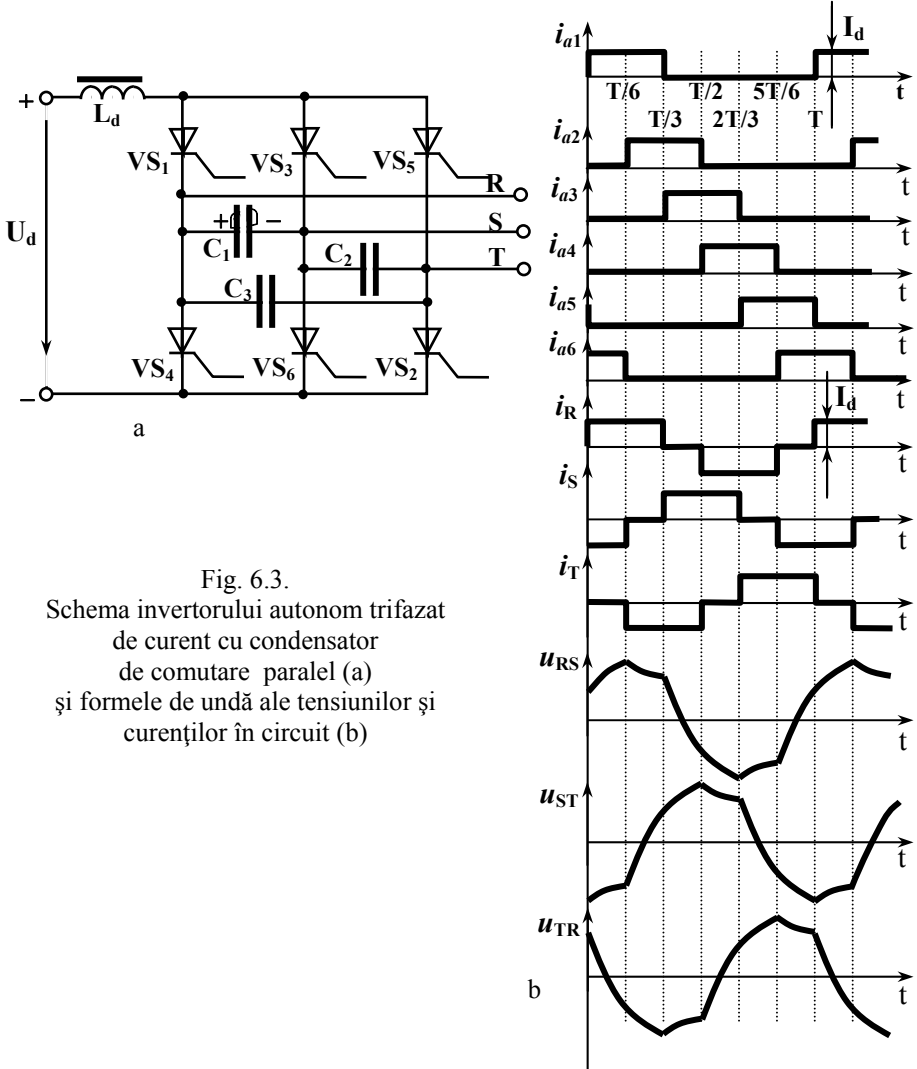 +
L_d
VS_1
VS_3
VS_5
R
+ −
S
U_d
C_1
C_2
T
C_3
VS_4
VS_6
VS_2
−
a
Fig. 6.3.
Schema invertorului autonom trifazat
de curent cu condensator
de comutare paralel (a)
şi formele de undă ale tensiunilor şi
curenţilor în circuit (b)
i_a1
I_d
T/6 T/2 5T/6 t
T/3 2T/3 T
i_a2
t
i_a3
t
i_a4
t
i_a5
t
i_a6
t
I_d
i_R
t
i_S
t
i_T
t
u_RS
t
u_ST
t
u_TR
t
b